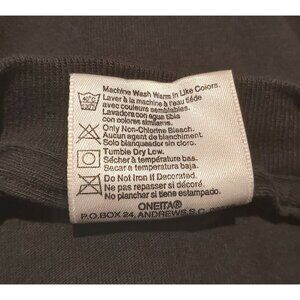 Machine Wash Warm in Like Colors.
Laver à la machine à l'eau tiède
avec couleurs semblables.
Lavadora con agua tibia
con colores similares.
Only Non-Chlorine Bleach.
Aucun agent de blanchiment.
Solo blanqueador sin cloro.
Tumble Dry Low.
Sécher à température bas.
Secar a temperatura baja.
Do Not Iron if Decorated.
Ne pas repasser si décoré.
No planchar si tiene estampado.
ONEITA®
P.O. BOX 24, ANDREWS S.C.